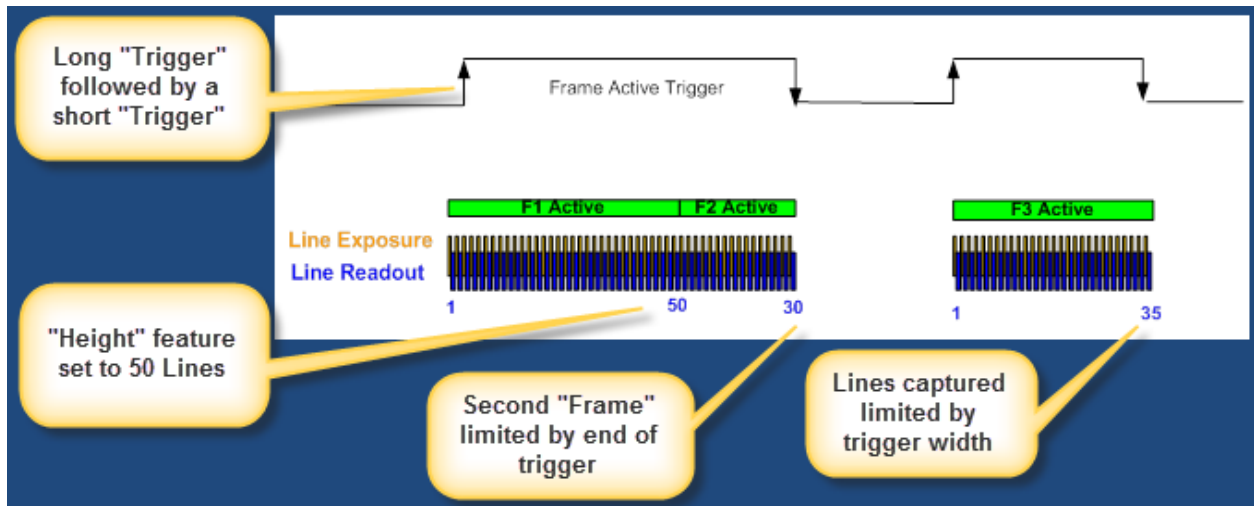 Long "Trigger"
followed by a
short "Trigger"
Frame Active Trigger
F1 Active
F2 Active
F3 Active
Line Exposure
Line Readout
1
50
30
1
35
"Height" feature
set to 50 Lines
Second "Frame"
limited by end of
trigger
Lines captured
limited by
trigger width